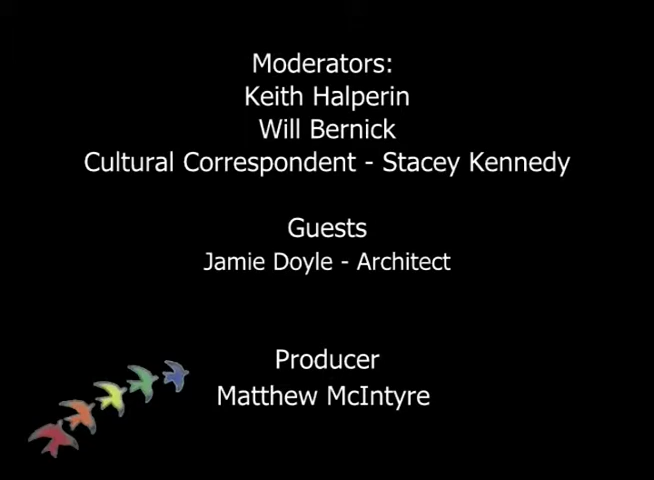 Moderators:
Keith Halperin
Will Bernick
Cultural Correspondent - Stacey Kennedy
Guests
Jamie Doyle - Architect
Producer
Matthew McIntyre